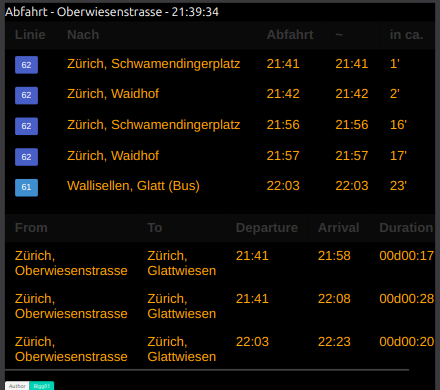 Abfahrt - Oberwiesenstrasse - 21:39:34
Linie Nach Abfahrt ~ in ca.
62 Zürich, Schwamendingerplatz 21:41 21:41 1'
62 Zürich, Waidhof 21:42 21:42 2'
62 Zürich, Schwamendingerplatz 21:56 21:56 16'
62 Zürich, Waidhof 21:57 21:57 17'
61 Wallisellen, Glatt (Bus) 22:03 22:03 23'
From To Departure Arrival Duration
Zürich, Zürich, 21:41 21:58 00d00:17
Oberwiesenstrasse Glattwiesen
Zürich, Zürich, 21:41 22:08 00d00:28
Oberwiesenstrasse Glattwiesen
Zürich, Zürich, 22:03 22:23 00d00:20
Oberwiesenstrasse Glattwiesen
Author